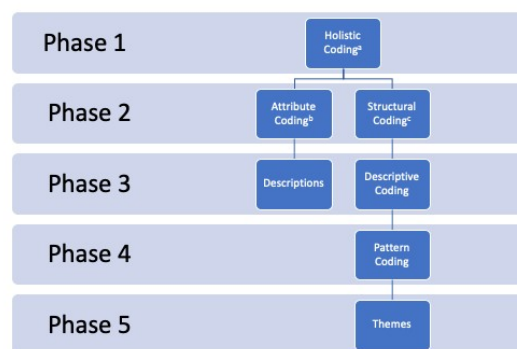 Phase 1
Holistic
Codingᵃ
Phase 2
Attribute
Codingᵇ
Structural
Codingᶜ
Phase 3
Descriptions
Descriptive
Coding
Phase 4
Pattern
Coding
Phase 5
Themes